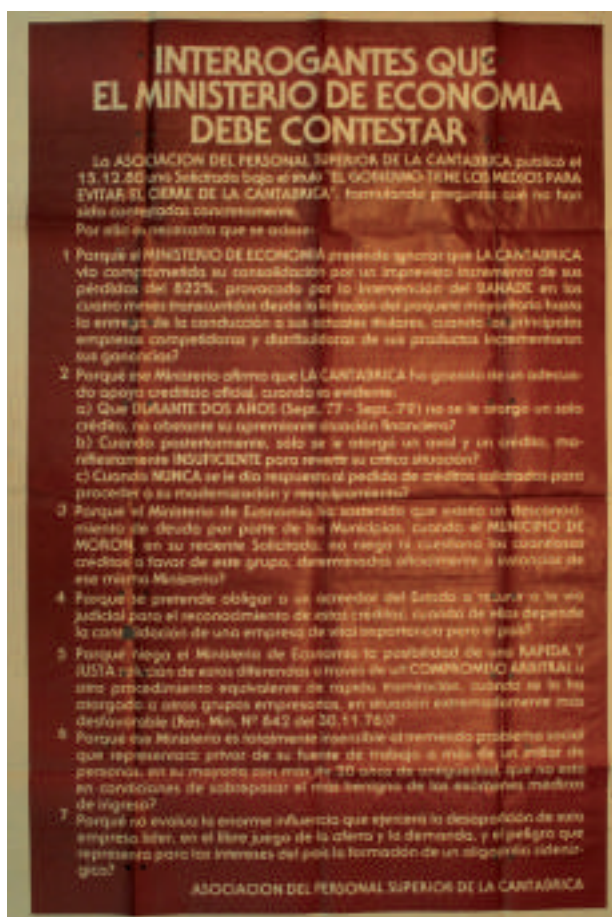 INTERROGANTES QUE
EL MINISTERIO DE ECONOMIA
DEBE CONTESTAR
La ASOCIACION DEL PERSONAL SUPERIOR DE LA CANTABRICA publicó el
15.12.80 una Solicitada bajo el título "EL GOBIERNO TIENE LOS MEDIOS PARA
EVITAR EL CIERRE DE LA CANTABRICA", formulando preguntas que no han
sido contestadas concretamente.
Por ello es necesario que se aclare:
1 Porqué el MINISTERIO DE ECONOMIA pretende ignorar que LA CANTABRICA
vio comprometida su consolidación por un imprevisto incremento de sus
pérdidas del 822%, provocado por la intervención del BANADE en los
cuatro meses transcurridos desde la licitación del paquete mayoritario hasta
la entrega de la conducción a sus actuales titulares, cuando las principales
empresas competidoras y distribuidoras de sus productos incrementaron
sus ganancias?
2 Porqué ese Ministerio afirma que LA CANTABRICA ha gozado de un adecua-
do apoyo crediticio oficial, cuando es evidente:
a) Que DURANTE DOS AÑOS (Sept. 77 - Sept. 79) no se le otorgó un solo
crédito, no obstante su apremiante situación financiera?
b) Cuando posteriormente, sólo se le otorgó un aval y un crédito, ma-
nifiestamente INSUFICIENTE para revertir su crítica situación?
c) Cuando NUNCA se le dio respuesta al pedido de créditos solicitados para
proceder a su modernización y reequipamiento?
3 Porqué el Ministerio de Economía ha sostenido que existía un desconoci-
miento de deuda por parte de los Municipios, cuando el MUNICIPIO DE
MORON, en su reciente Solicitada, no niega ni cuestiona los cuantiosos
créditos a favor de este grupo, determinados oficialmente a instancias de
ese mismo Ministerio?
4 Porqué se pretende obligar a un acreedor del Estado a recurrir a la vía
judicial para el reconocimiento de estos créditos, cuando de ellos depende
la consolidación de una empresa de vital importancia para el país?
5 Porqué niega el Ministerio de Economía la posibilidad de una RAPIDA Y
JUSTA solución de estas diferencias a través de un COMPROMISO ARBITRAL u
otro procedimiento equivalente de rápida sustanciación, cuando se lo ha
otorgado a otros grupos empresarios, en situación extremadamente más
desfavorable (Res. Min. Nº 642 del 30.11.76)?
6 Porqué ese Ministerio es totalmente insensible al tremendo problema social
que representará privar de su fuente de trabajo a más de un millar de
personas, en su mayoría con más de 20 años de antigüedad, que no están
en condiciones de sobrepasar el más benigno de los exámenes médicos
de ingreso?
7 Porqué no evalúa la enorme influencia que ejercerá la desaparición de esta
empresa líder, en el libre juego de la oferta y la demanda, y el peligro que
representa para los intereses del país la formación de un oligopolio siderúr-
gico?
ASOCIACION DEL PERSONAL SUPERIOR DE LA CANTABRICA